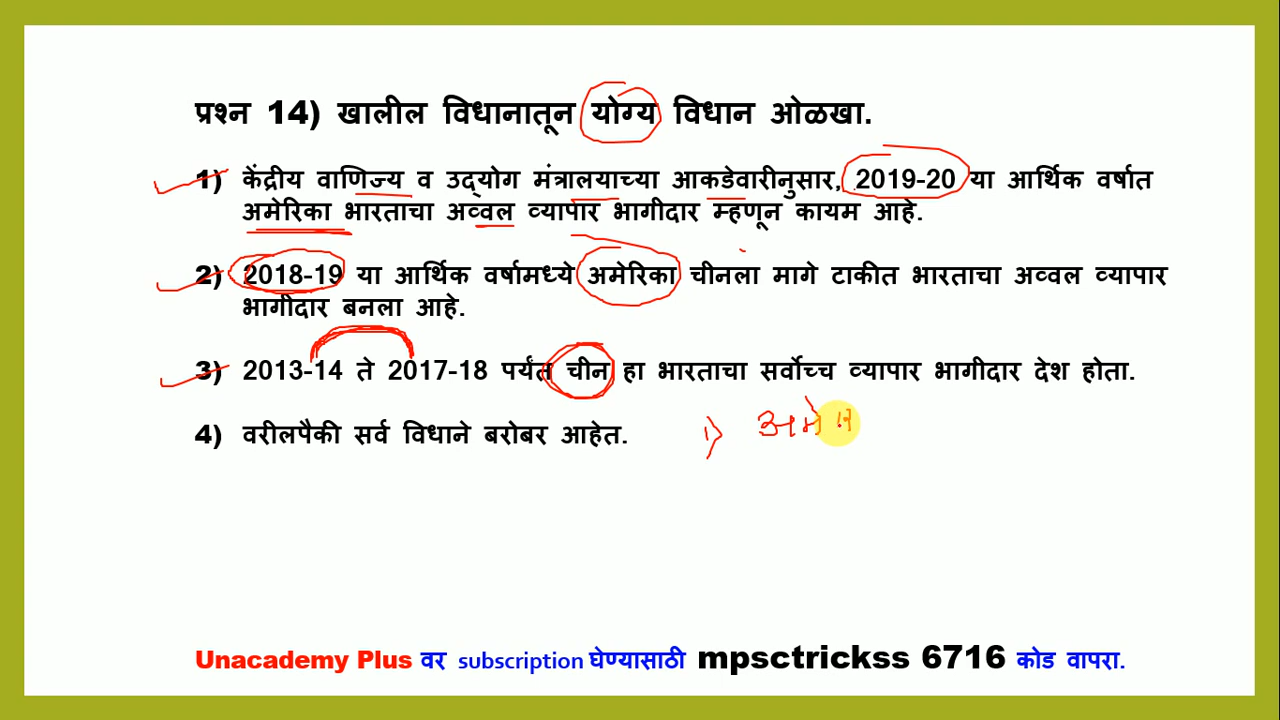 प्रश्न 14) खालील विधानातून योग्य विधान ओळखा.
1) केंद्रीय वाणिज्य व उद्योग मंत्रालयाच्या आकडेवारीनुसार, 2019-20 या आर्थिक वर्षात
अमेरिका भारताचा अव्वल व्यापार भागीदार म्हणून कायम आहे.
2) 2018-19 या आर्थिक वर्षामध्ये अमेरिका चीनला मागे टाकीत भारताचा अव्वल व्यापार
भागीदार बनला आहे.
3) 2013-14 ते 2017-18 पर्यंत चीन हा भारताचा सर्वोच्च व्यापार भागीदार देश होता.
4) वरीलपैकी सर्व विधाने बरोबर आहेत.
1)
Unacademy Plus वर subscription घेण्यासाठी mpsctrickss 6716 कोड वापरा.